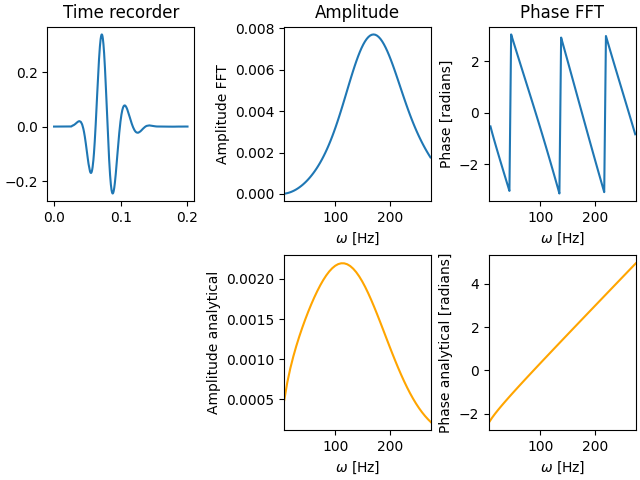 Time recorder
0.2
0.0
−0.2
0.0
0.1
0.2
Amplitude
Amplitude FFT
0.008
0.006
0.004
0.002
0.000
100
200
ω [Hz]
Phase FFT
Phase [radians]
2
0
−2
100
200
ω [Hz]
Amplitude analytical
0.0020
0.0015
0.0010
0.0005
100
200
ω [Hz]
Phase analytical [radians]
4
2
0
−2
100
200
ω [Hz]